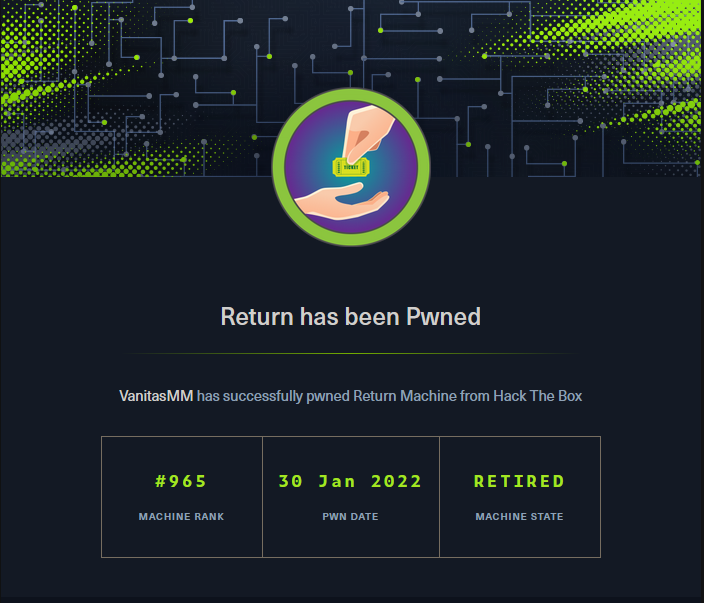 TICKET
Return has been Pwned
VanitasMM has successfully pwned Return Machine from Hack The Box
#965
30 Jan 2022
RETIRED
MACHINE RANK
PWN DATE
MACHINE STATE